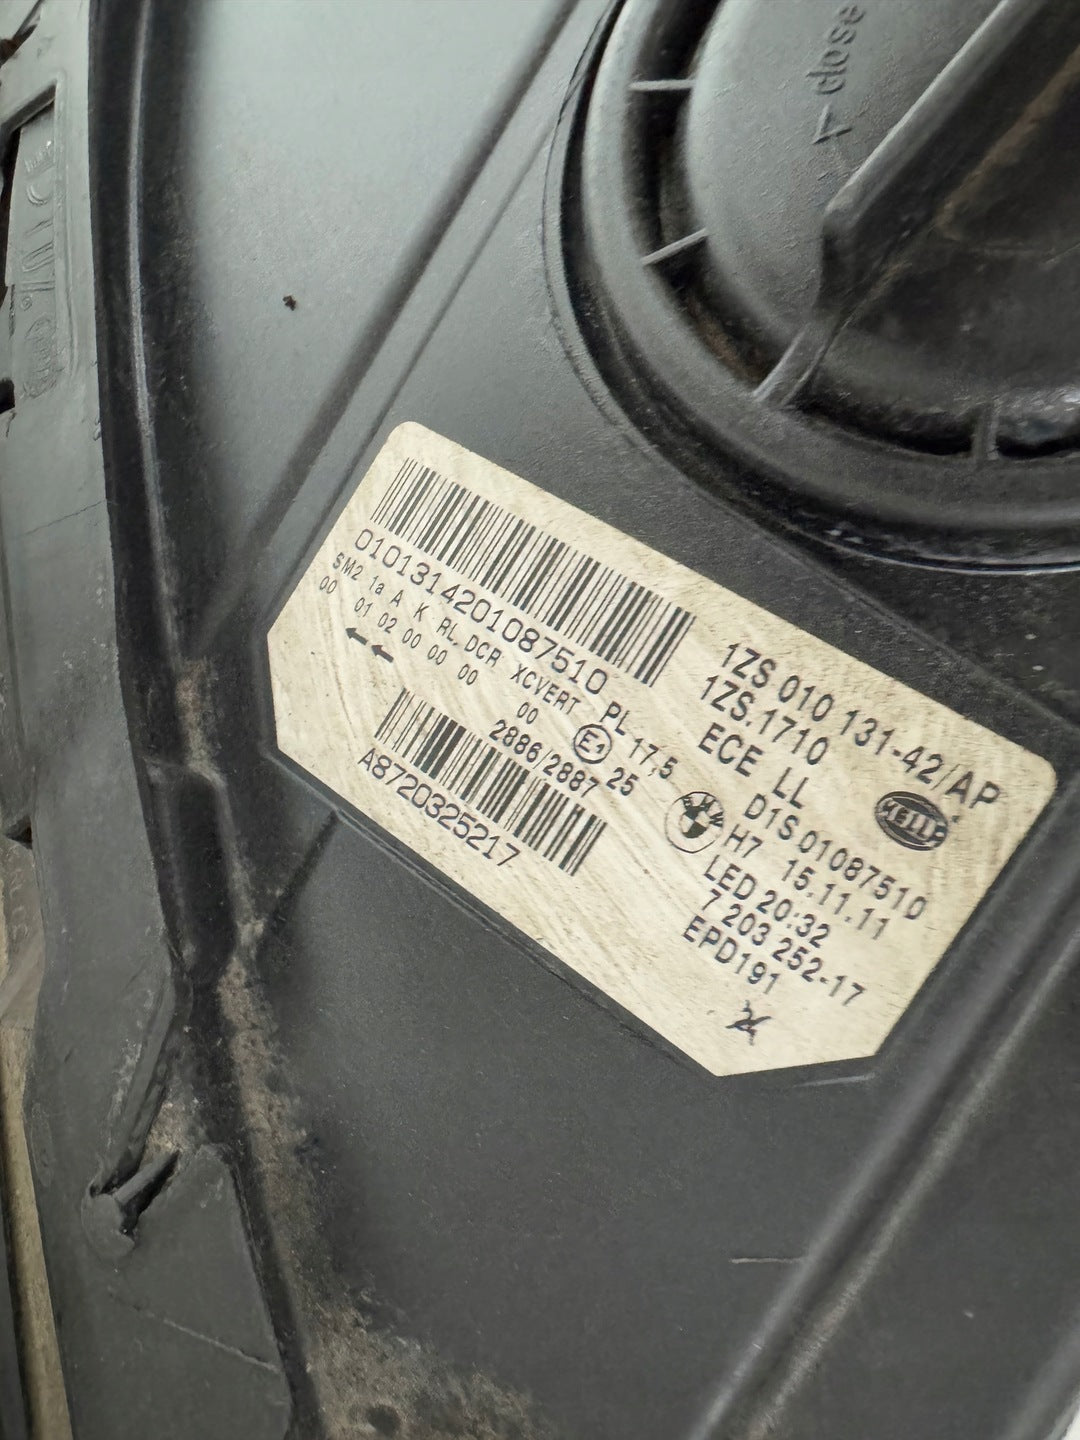 close
0101314201087510
SM2 1a A K RL, DCR XCVERT PL 17,5
00 01 02 00 00 00 00 E1 25
2886/2887
A8720325217
1ZS 010 131-42/AP
1ZS.1710
ECE LL HELLA
D1S 01087510
H7 15.11.11
LED 20:32
7 203 252-17
EPD191